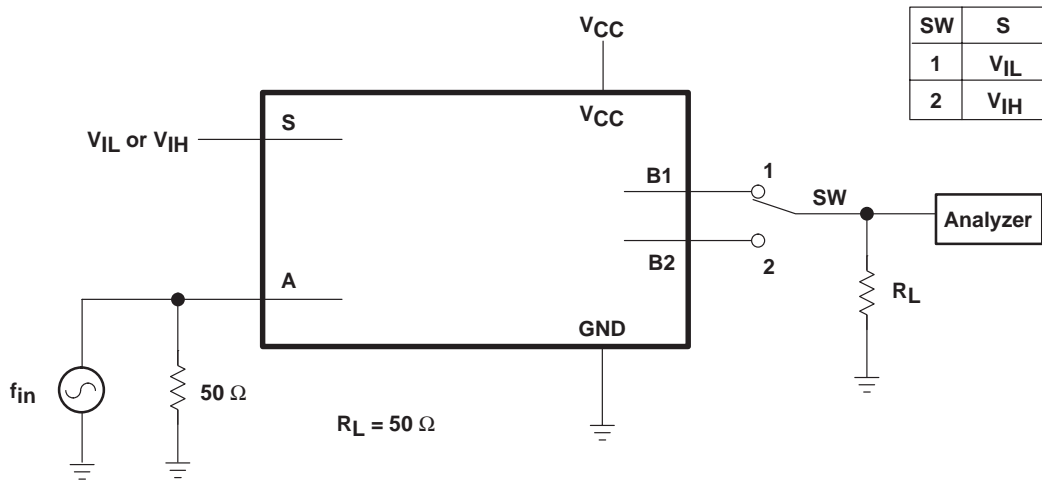 VCC
SW S
1 VIL
2 VIH
VCC
S
VIL or VIH
B1
1
SW
Analyzer
B2
2
RL
A
GND
fin
50 Ω
RL = 50 Ω